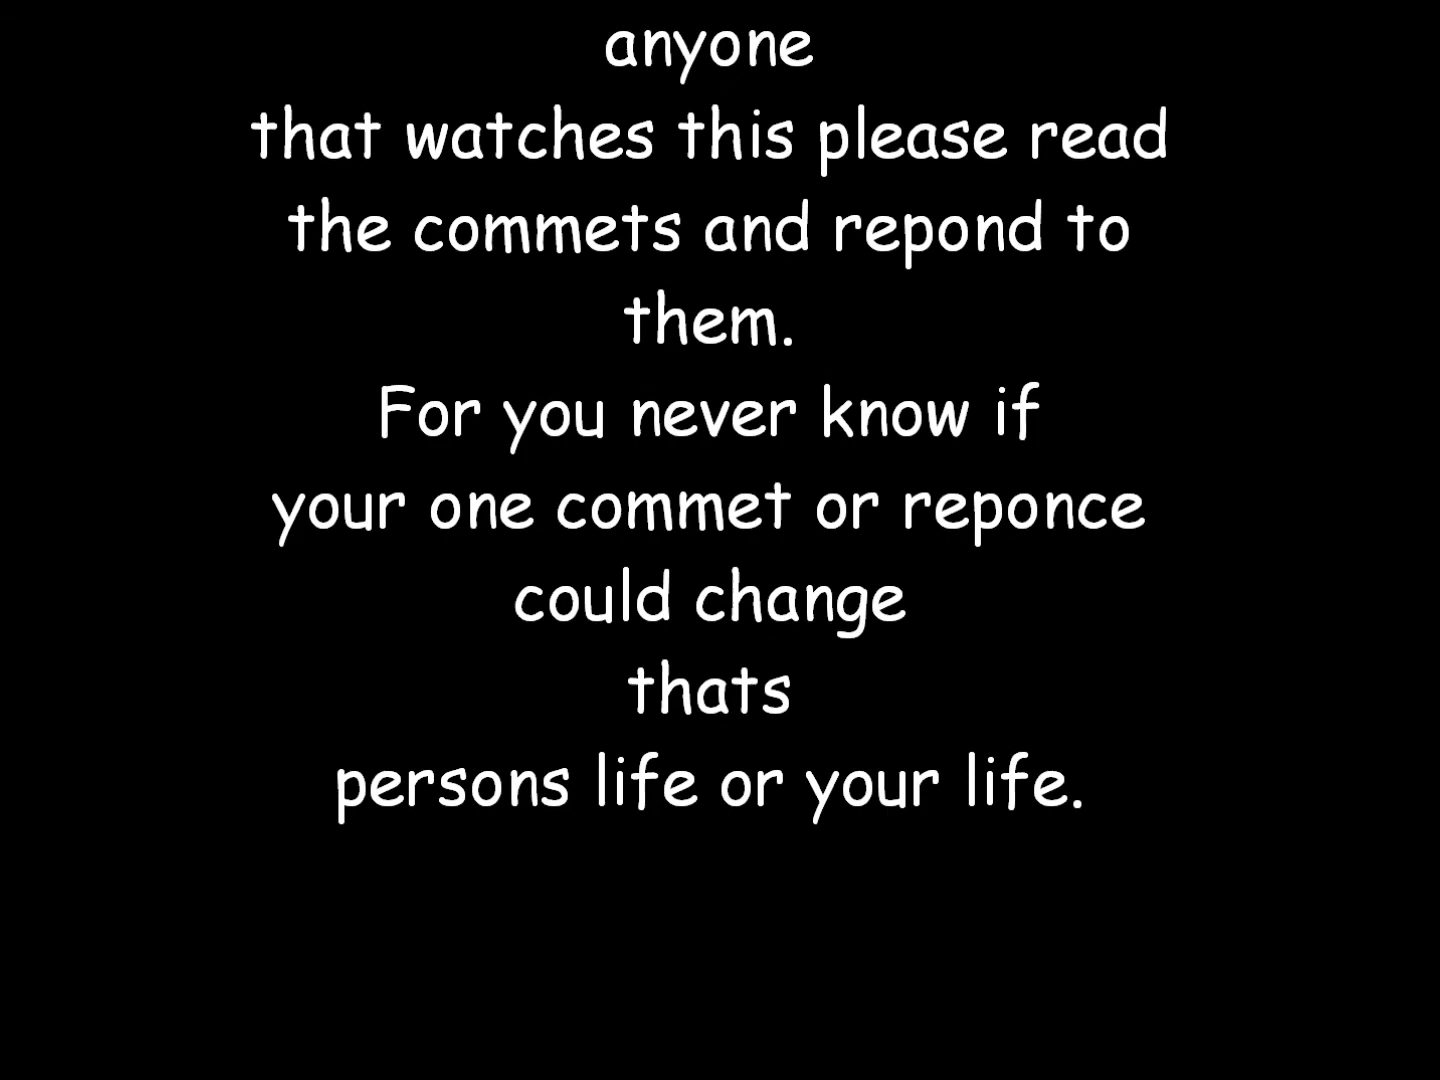 anyone
that watches this please read
the commets and repond to
them.
For you never know if
your one commet or reponce
could change
thats
persons life or your life.